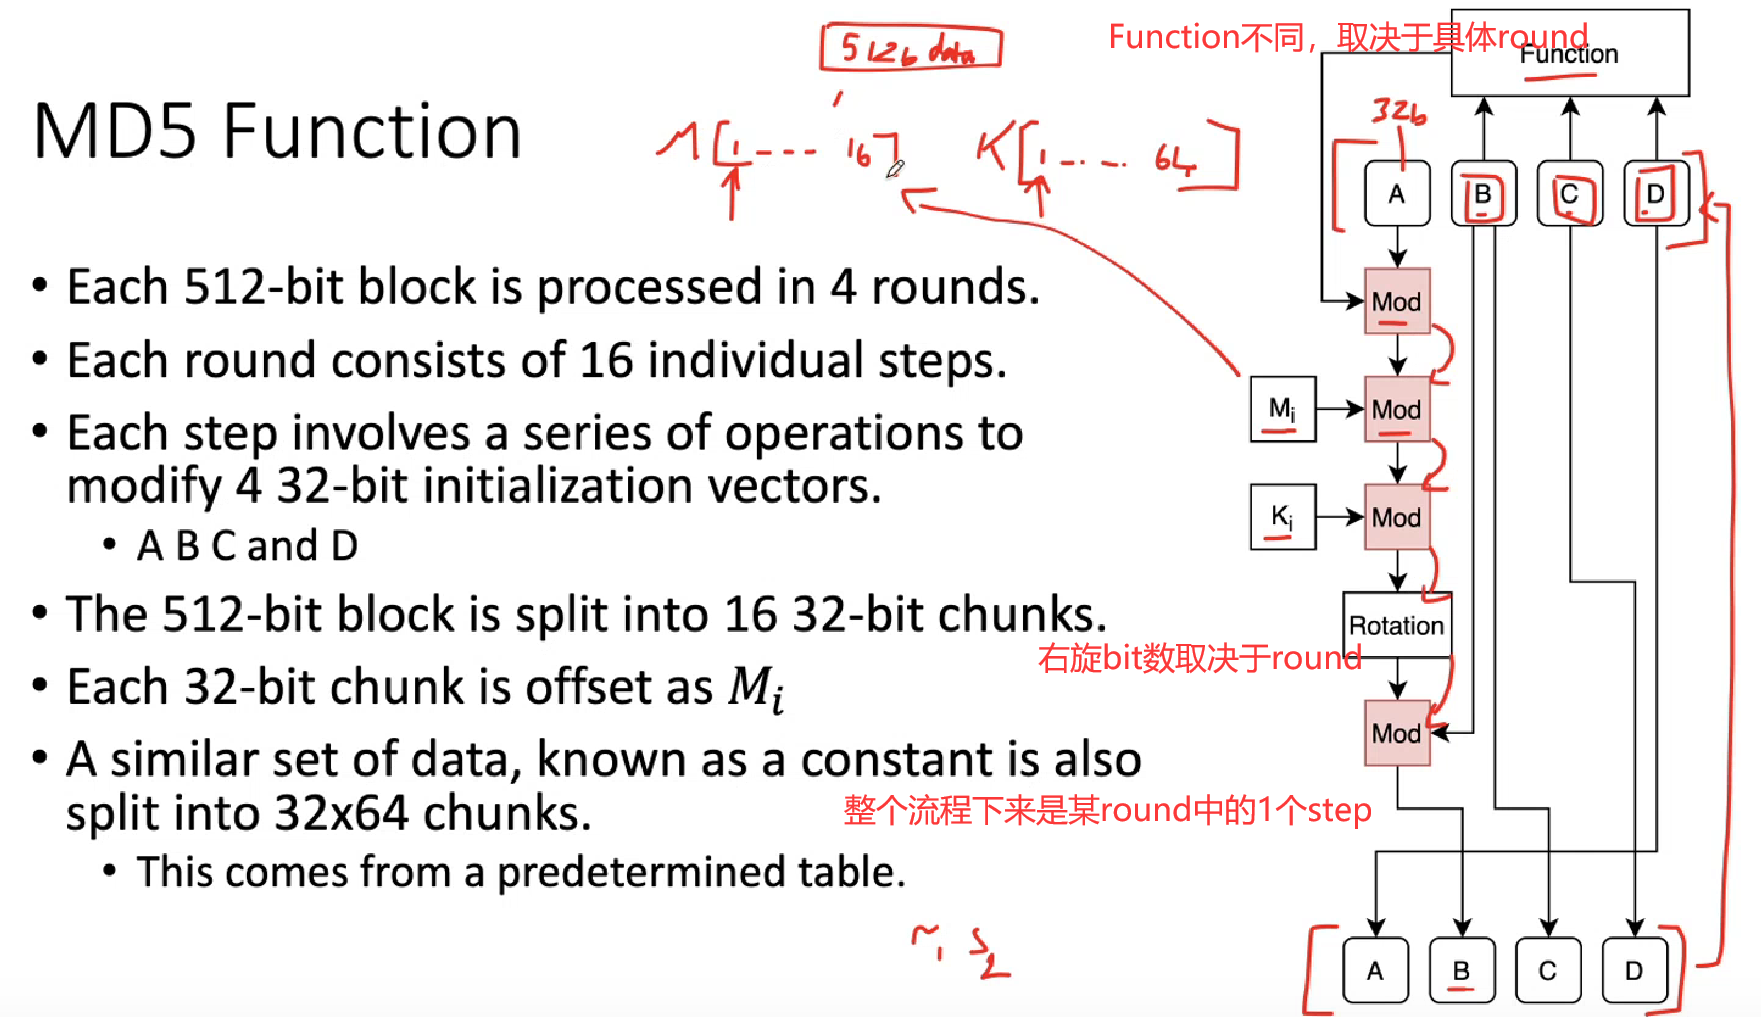 5126 data
Function不同，取决于具体round
Function
MD5 Function
M[1---- 16] K[1---- 64]
32b
A B C D
Mod
• Each 512-bit block is processed in 4 rounds.
• Each round consists of 16 individual steps.
Mi Mod
• Each step involves a series of operations to
modify 4 32-bit initialization vectors.
Ki Mod
• A B C and D
• The 512-bit block is split into 16 32-bit chunks.
Rotation
右旋bit数取决于round
• Each 32-bit chunk is offset as Mi
Mod
• A similar set of data, known as a constant is also
split into 32x64 chunks.
整个流程下来是某round中的1个step
• This comes from a predetermined table.
A B C D